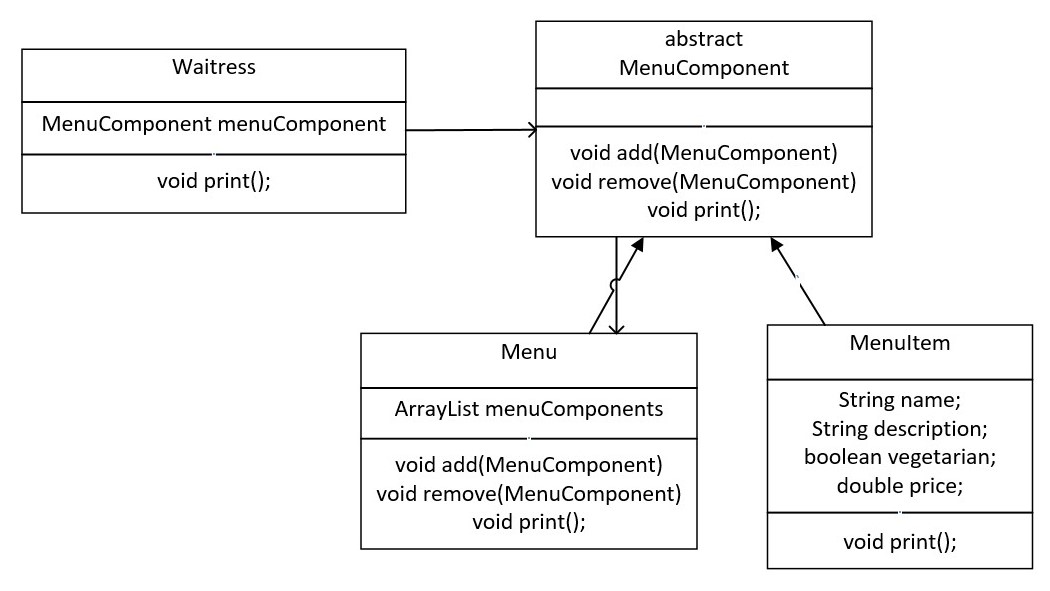 Waitress
MenuComponent menuComponent
void print();
abstract
MenuComponent
void add(MenuComponent)
void remove(MenuComponent)
void print();
Menu
ArrayList menuComponents
void add(MenuComponent)
void remove(MenuComponent)
void print();
MenuItem
String name;
String description;
boolean vegetarian;
double price;
void print();